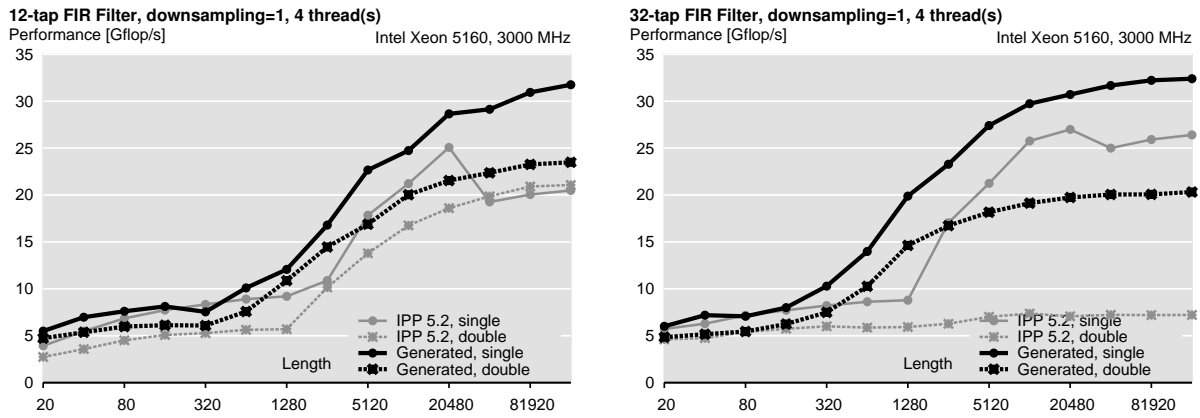 12-tap FIR Filter, downsampling=1, 4 thread(s)
Performance [Gflop/s]
Intel Xeon 5160, 3000 MHz
35
30
25
20
15
10
5
0
IPP 5.2, single
IPP 5.2, double
Generated, single
Generated, double
Length
20 80 320 1280 5120 20480 81920
32-tap FIR Filter, downsampling=1, 4 thread(s)
Performance [Gflop/s]
Intel Xeon 5160, 3000 MHz
35
30
25
20
15
10
5
0
IPP 5.2, single
IPP 5.2, double
Generated, single
Generated, double
Length
20 80 320 1280 5120 20480 81920